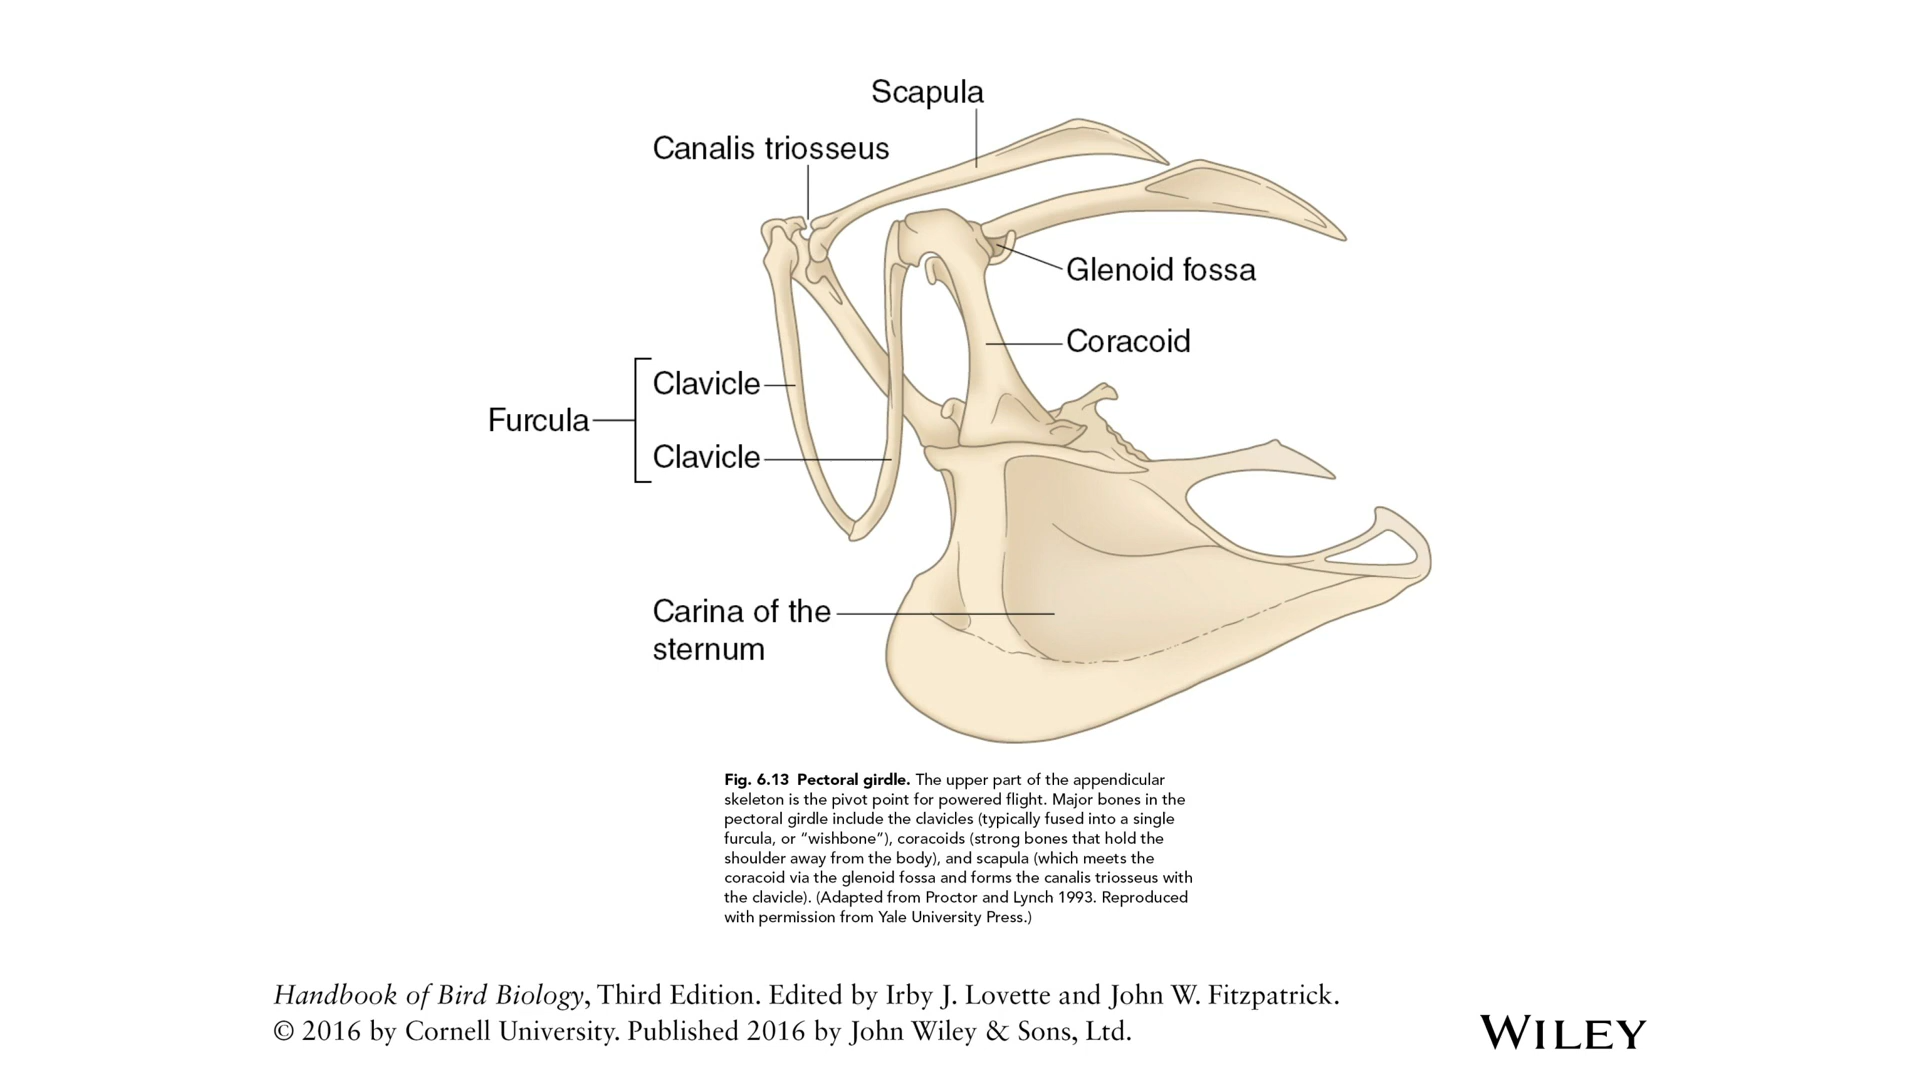 Scapula
Canalis triosseus
Glenoid fossa
Coracoid
Clavicle
Furcula
Clavicle
Carina of the
sternum
Fig. 6.13 Pectoral girdle. The upper part of the appendicular
skeleton is the pivot point for powered flight. Major bones in the
pectoral girdle include the clavicles (typically fused into a single
furcula, or “wishbone”), coracoids (strong bones that hold the
shoulder away from the body), and scapula (which meets the
coracoid via the glenoid fossa and forms the canalis triosseus with
the clavicle). (Adapted from Proctor and Lynch 1993. Reproduced
with permission from Yale University Press.)
Handbook of Bird Biology, Third Edition. Edited by Irby J. Lovette and John W. Fitzpatrick.
© 2016 by Cornell University. Published 2016 by John Wiley & Sons, Ltd.
WILEY